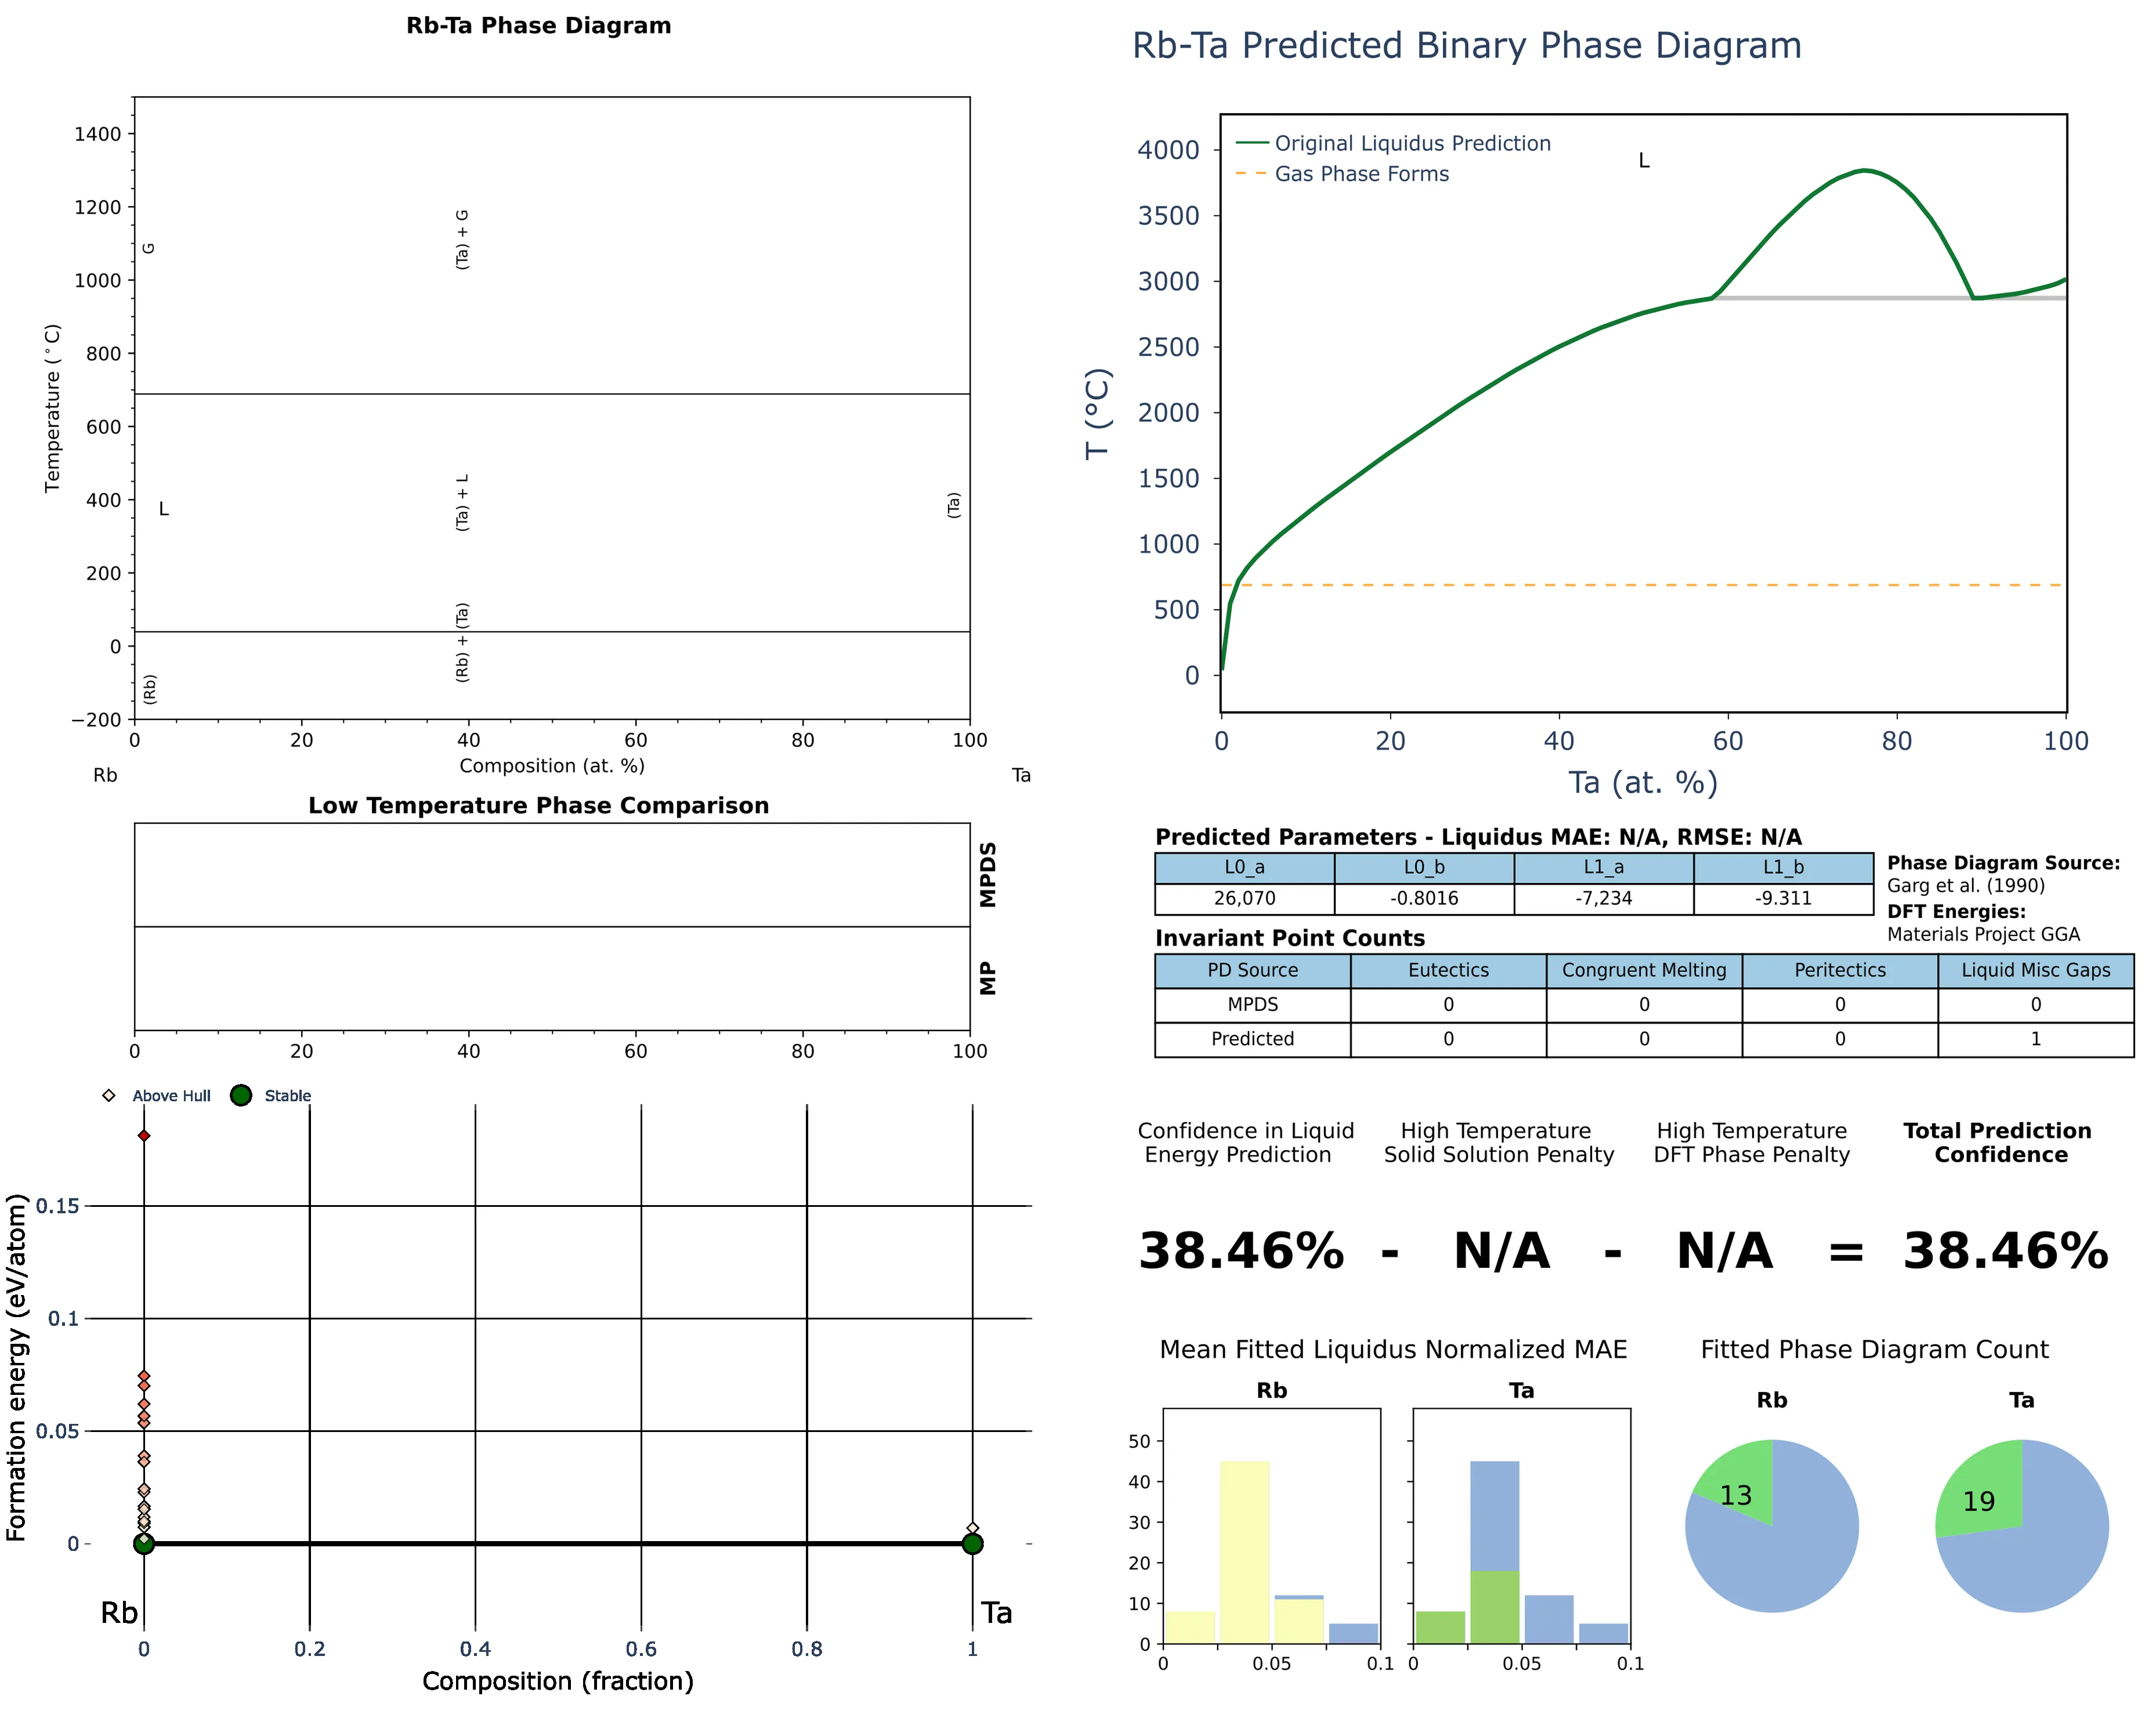 Rb-Ta Phase Diagram
1400
1200
1000
800
600
400
200
0
−200
Temperature (°C)
G
(Ta) + G
L
(Ta) + L
(Ta)
(Rb) + (Ta)
(Rb)
0 20 40 60 80 100
Composition (at. %)
Rb Ta
Low Temperature Phase Comparison
MPDS
MP
0 20 40 60 80 100
Above Hull Stable
0.15
0.1
0.05
0
Formation energy (eV/atom)
Rb Ta
0 0.2 0.4 0.6 0.8 1
Composition (fraction)
Rb-Ta Predicted Binary Phase Diagram
Original Liquidus Prediction
Gas Phase Forms
L
4000
3500
3000
2500
2000
1500
1000
500
0
T (°C)
0 20 40 60 80 100
Ta (at. %)
Predicted Parameters - Liquidus MAE: N/A, RMSE: N/A
L0_a L0_b L1_a L1_b
26,070 -0.8016 -7,234 -9.311
Phase Diagram Source:
Garg et al. (1990)
DFT Energies:
Materials Project GGA
Invariant Point Counts
PD Source Eutectics Congruent Melting Peritectics Liquid Misc Gaps
MPDS 0 0 0 0
Predicted 0 0 0 1
Confidence in Liquid
Energy Prediction
High Temperature
Solid Solution Penalty
High Temperature
DFT Phase Penalty
Total Prediction
Confidence
38.46% - N/A - N/A = 38.46%
Mean Fitted Liquidus Normalized MAE
Rb Ta
50
40
30
20
10
0
0 0.05 0.1 0 0.05 0.1
Fitted Phase Diagram Count
Rb Ta
13 19